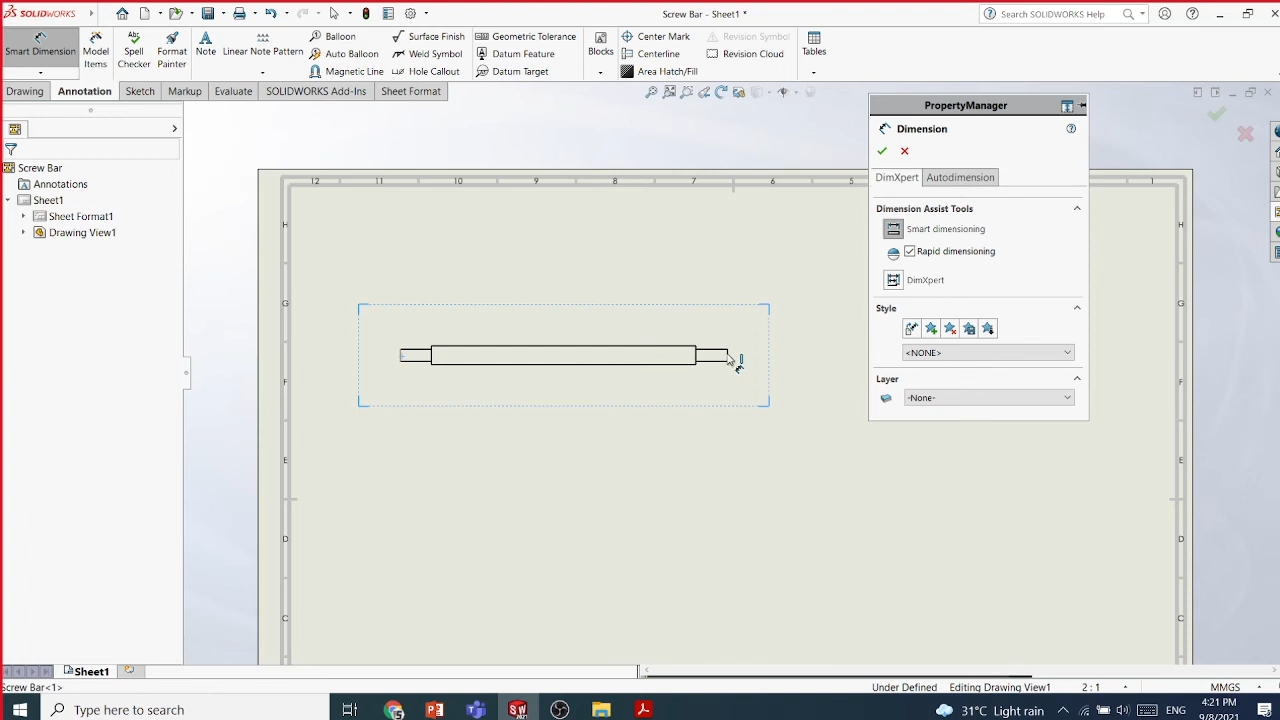 SOLIDWORKS
Screw Bar - Sheet1 *
Search SOLIDWORKS Help
Smart Dimension
Model Items
Spell Checker
Format Painter
Note
Linear Note Pattern
Balloon
Auto Balloon
Magnetic Line
Surface Finish
Weld Symbol
Hole Callout
Geometric Tolerance
Datum Feature
Datum Target
Blocks
Center Mark
Centerline
Area Hatch/Fill
Revision Symbol
Revision Cloud
Tables
Drawing
Annotation
Sketch
Markup
Evaluate
SOLIDWORKS Add-Ins
Sheet Format
Screw Bar
Annotations
Sheet1
Sheet Format1
Drawing View1
12 11 10 9 8 7 6 5 1
H H
G G
F F
E E
D D
C C
PropertyManager
Dimension
DimXpert
Autodimension
Dimension Assist Tools
Smart dimensioning
Rapid dimensioning
DimXpert
Style
<NONE>
Layer
-None-
Sheet1
Screw Bar<1>
Under Defined
Editing Drawing View1
2 : 1
MMGS
Type here to search
31°C Light rain
4:21 PM
9/8/2021